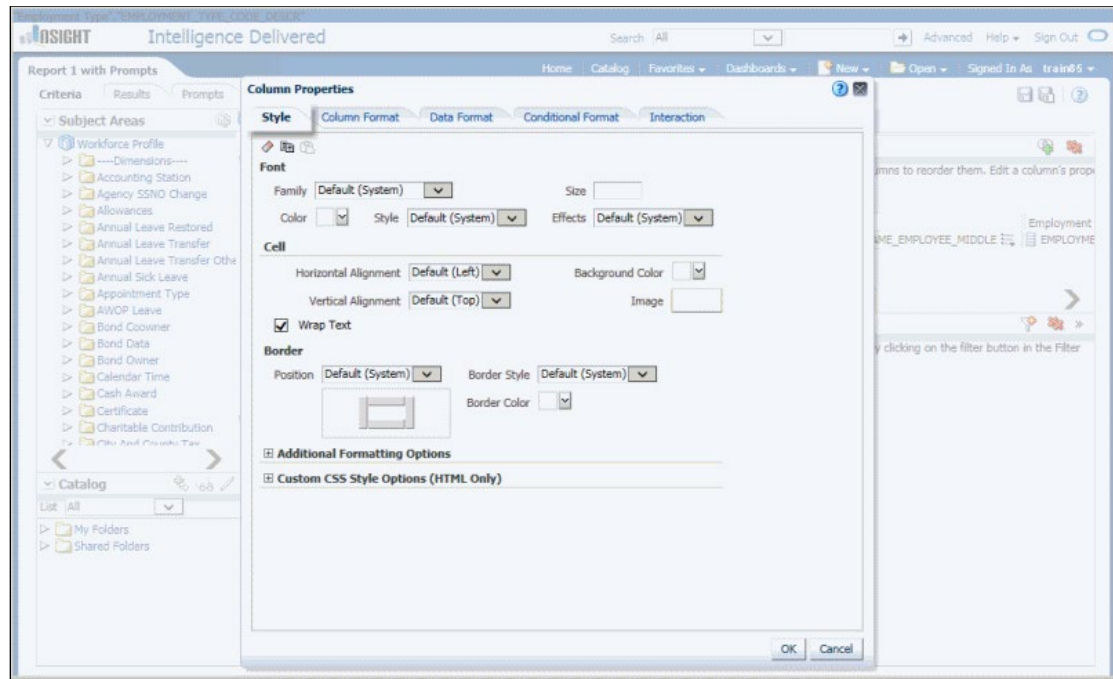 Employment Type"."EMPLOYMENT_TYPE_CODE_DESCR"
INSIGHT Intelligence Delivered Search All Advanced Help Sign Out
Report 1 with Prompts Home Catalog Favorites Dashboards New Open Signed In As train85
Criteria Results Prompts
Column Properties
Style Column Format Data Format Conditional Format Interaction
Subject Areas
Workforce Profile
----Dimensions----
Accounting Station
Agency SSNO Change
Allowances
Annual Leave Restored
Annual Leave Transfer
Annual Leave Transfer Othe
Annual Sick Leave
Appointment Type
AWOP Leave
Bond Coowner
Bond Data
Bond Owner
Calendar Time
Cash Award
Certificate
Charitable Contribution
City And County Tax
Catalog
List All
My Folders
Shared Folders
Font
Family Default (System) Size
Color Style Default (System) Effects Default (System)
Cell
Horizontal Alignment Default (Left) Background Color
Vertical Alignment Default (Top) Image
Wrap Text
Border
Position Default (System) Border Style Default (System)
Border Color
Additional Formatting Options
Custom CSS Style Options (HTML Only)
OK Cancel
umns to reorder them. Edit a column's prope
Employment
AME_EMPLOYEE_MIDDLE EMPLOYME
y clicking on the filter button in the Filter